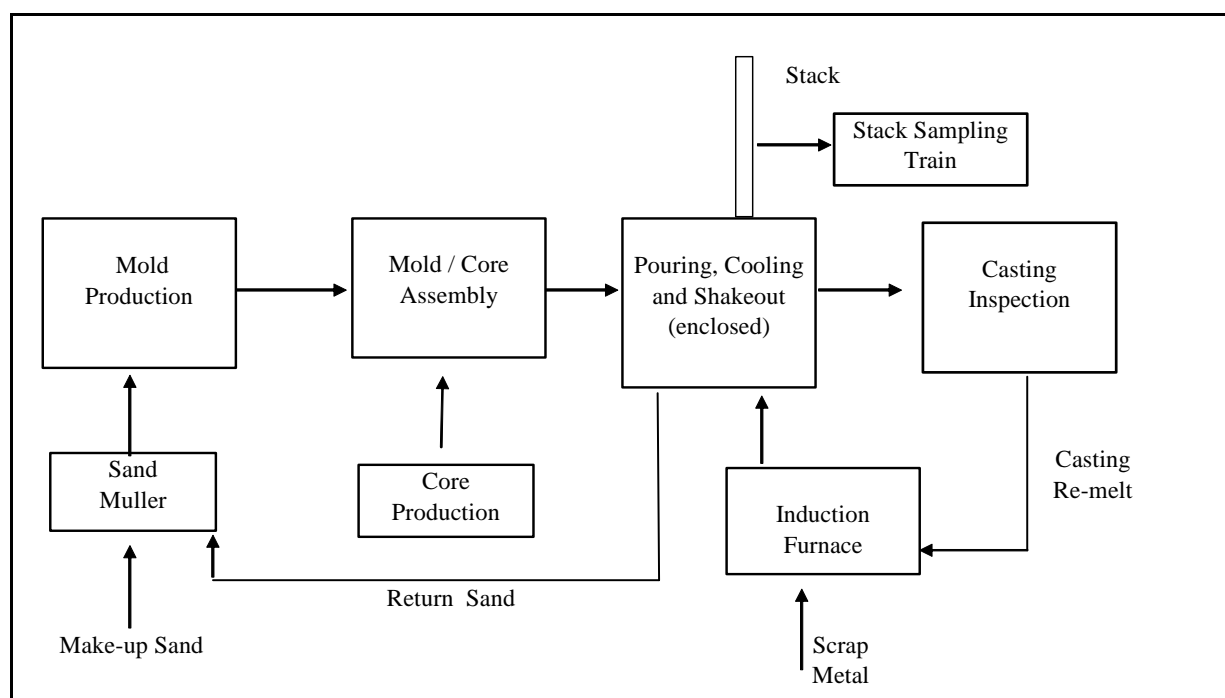 Stack
Stack Sampling
Train
Mold
Production
Mold / Core
Assembly
Pouring, Cooling
and Shakeout
(enclosed)
Casting
Inspection
Sand
Muller
Core
Production
Induction
Furnace
Casting
Re-melt
Return Sand
Make-up Sand
Scrap
Metal